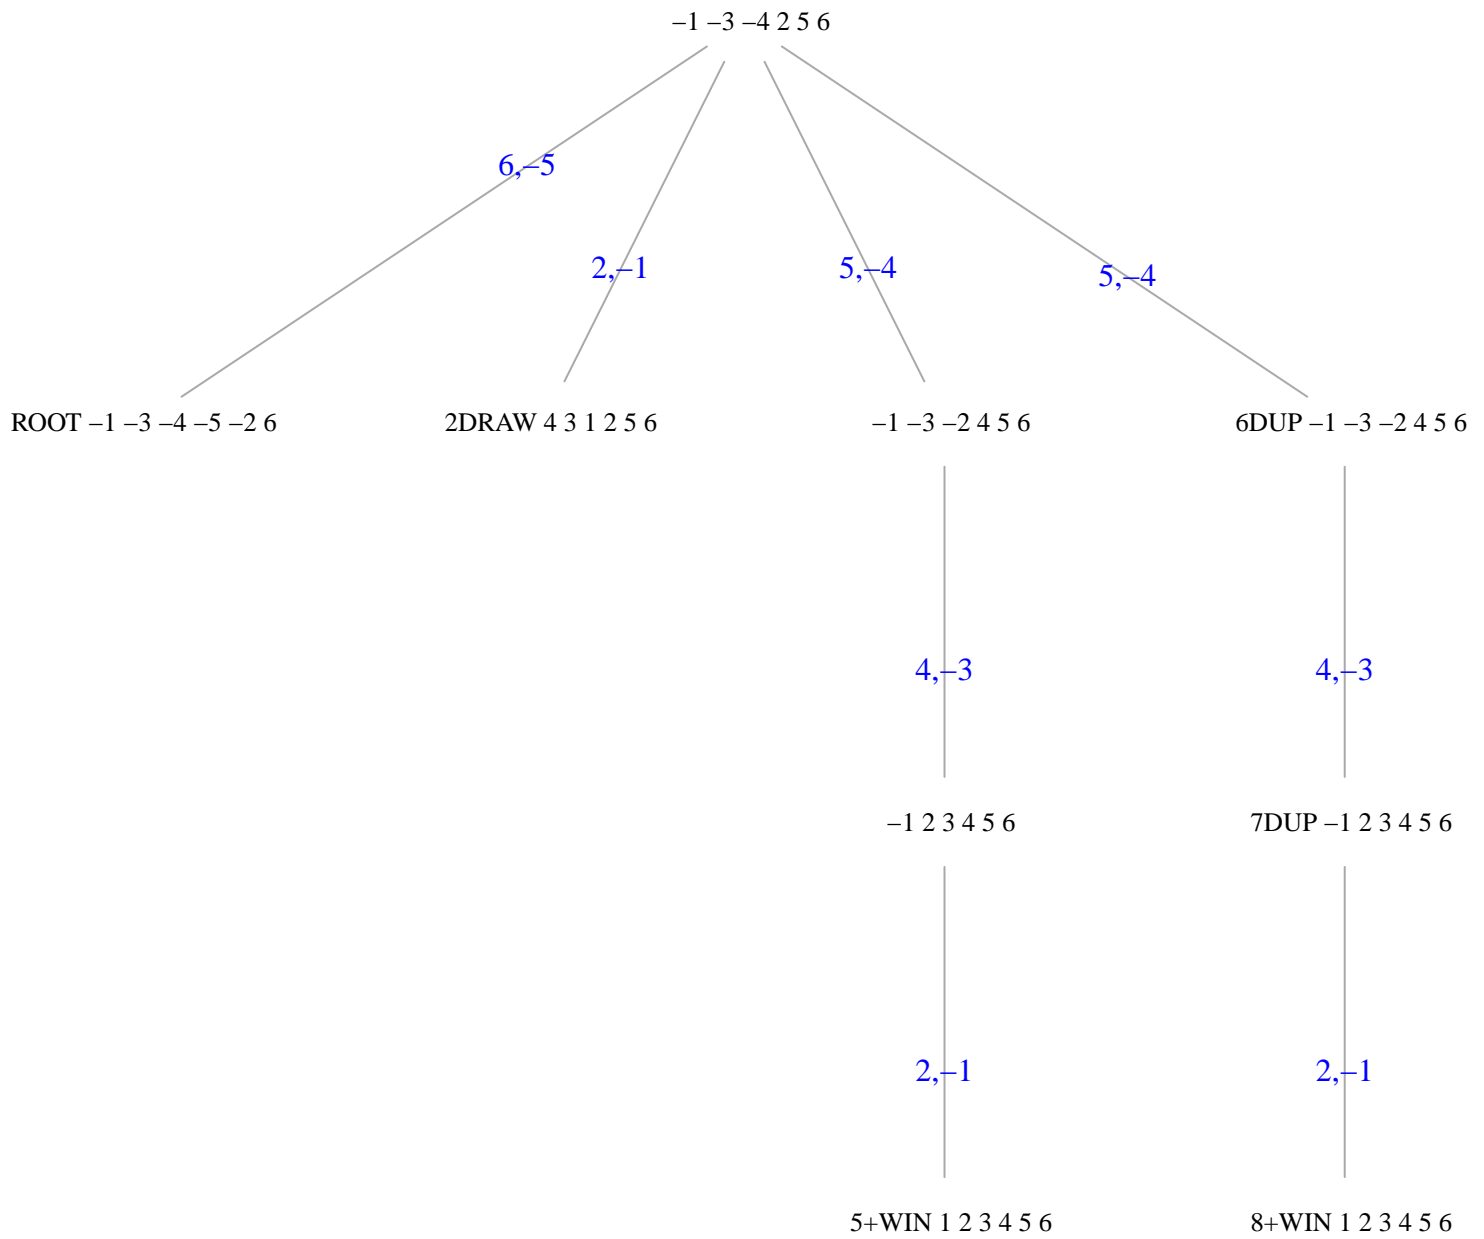 –1 –3 –4 2 5 6
6,–5
2,–1
5,–4
5,–4
ROOT –1 –3 –4 –5 –2 6
2DRAW 4 3 1 2 5 6
–1 –3 –2 4 5 6
6DUP –1 –3 –2 4 5 6
4,–3
4,–3
–1 2 3 4 5 6
7DUP –1 2 3 4 5 6
2,–1
2,–1
5+WIN 1 2 3 4 5 6
8+WIN 1 2 3 4 5 6